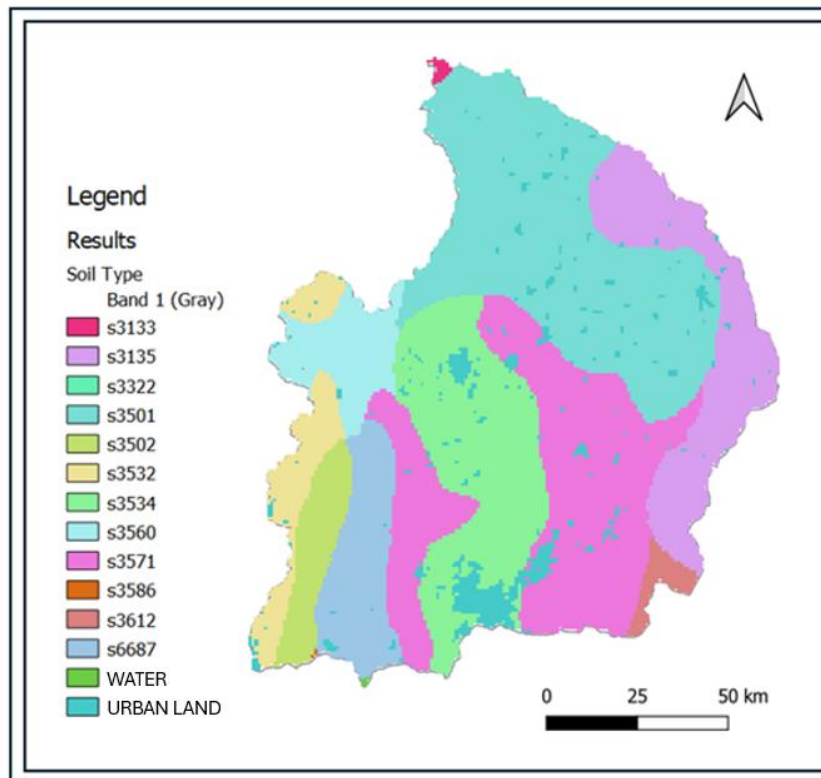 Legend
Results
Soil Type
Band 1 (Gray)
s3133
s3135
s3322
s3501
s3502
s3532
s3534
s3560
s3571
s3586
s3612
s6687
WATER
URBAN LAND
0 25 50 km